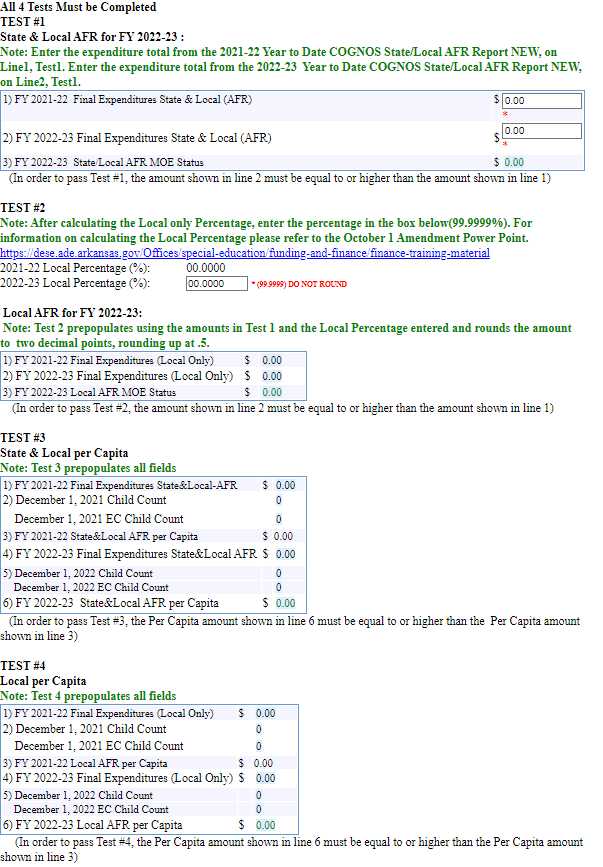 All 4 Tests Must be Completed
TEST #1
State & Local AFR for FY 2022-23 :
Note: Enter the expenditure total from the 2021-22 Year to Date COGNOS State/Local AFR Report NEW, on
Line1, Test1. Enter the expenditure total from the 2022-23 Year to Date COGNOS State/Local AFR Report NEW,
on Line2, Test1.
1) FY 2021-22 Final Expenditures State & Local (AFR) $ 0.00
*
2) FY 2022-23 Final Expenditures State & Local (AFR) $ 0.00
*
3) FY 2022-23 State/Local AFR MOE Status $ 0.00
(In order to pass Test #1, the amount shown in line 2 must be equal to or higher than the amount shown in line 1)
TEST #2
Note: After calculating the Local only Percentage, enter the percentage in the box below(99.9999%). For
information on calculating the Local Percentage please refer to the October 1 Amendment Power Point.
https://dese.ade.arkansas.gov/Offices/special-education/funding-and-finance/finance-training-material
2021-22 Local Percentage (%): 00.0000
2022-23 Local Percentage (%): 00.0000 * (99.9999) DO NOT ROUND
Local AFR for FY 2022-23:
Note: Test 2 prepopulates using the amounts in Test 1 and the Local Percentage entered and rounds the amount
to two decimal points, rounding up at .5.
1) FY 2021-22 Final Expenditures (Local Only) $ 0.00
2) FY 2022-23 Final Expenditures (Local Only) $ 0.00
3) FY 2022-23 Local AFR MOE Status $ 0.00
(In order to pass Test #2, the amount shown in line 2 must be equal to or higher than the amount shown in line 1)
TEST #3
State & Local per Capita
Note: Test 3 prepopulates all fields
1) FY 2021-22 Final Expenditures State&Local-AFR $ 0.00
2) December 1, 2021 Child Count 0
December 1, 2021 EC Child Count 0
3) FY 2021-22 State&Local AFR per Capita $ 0.00
4) FY 2022-23 Final Expenditures State&Local AFR $ 0.00
5) December 1, 2022 Child Count 0
December 1, 2022 EC Child Count 0
6) FY 2022-23 State&Local AFR per Capita $ 0.00
(In order to pass Test #3, the Per Capita amount shown in line 6 must be equal to or higher than the Per Capita amount
shown in line 3)
TEST #4
Local per Capita
Note: Test 4 prepopulates all fields
1) FY 2021-22 Final Expenditures (Local Only) $ 0.00
2) December 1, 2021 Child Count 0
December 1, 2021 EC Child Count 0
3) FY 2021-22 Local AFR per Capita $ 0.00
4) FY 2022-23 Final Expenditures (Local Only) $ 0.00
5) December 1, 2022 Child Count 0
December 1, 2022 EC Child Count 0
6) FY 2022-23 Local AFR per Capita $ 0.00
(In order to pass Test #4, the Per Capita amount shown in line 6 must be equal to or higher than the Per Capita amount
shown in line 3)